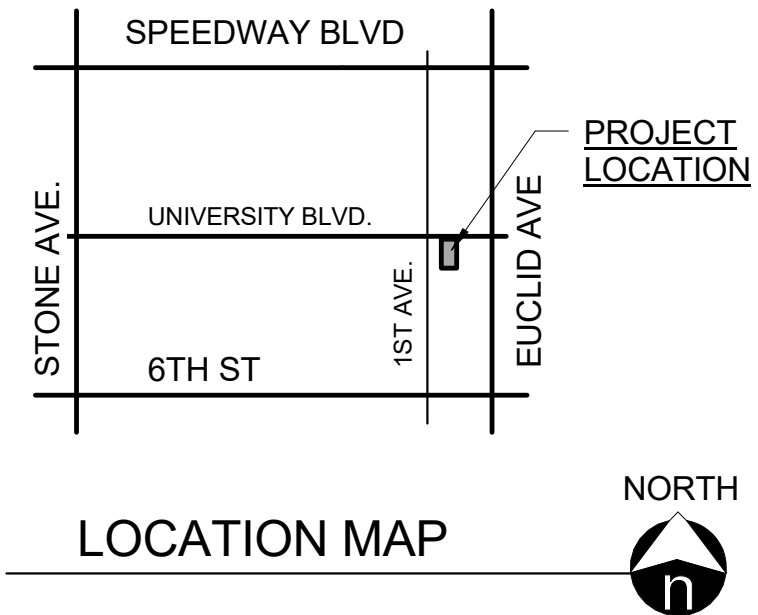 SPEEDWAY BLVD
PROJECT
LOCATION
UNIVERSITY BLVD.
STONE AVE.
1ST AVE.
EUCLID AVE
6TH ST
NORTH
LOCATION MAP
n